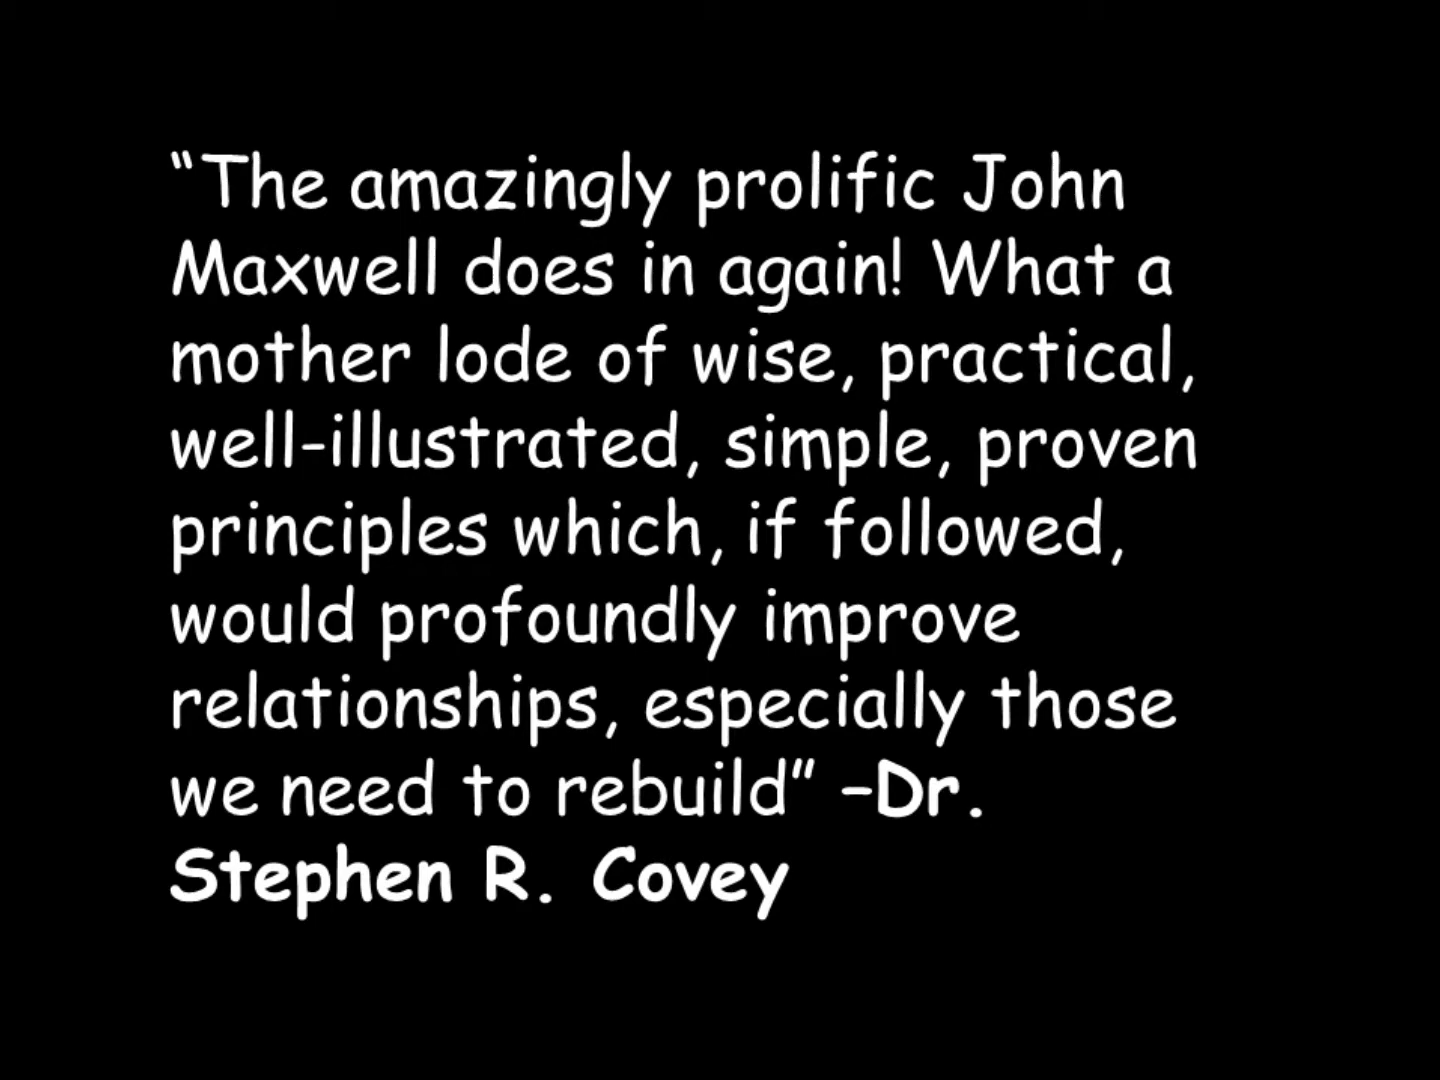 “The amazingly prolific John
Maxwell does in again! What a
mother lode of wise, practical,
well-illustrated, simple, proven
principles which, if followed,
would profoundly improve
relationships, especially those
we need to rebuild” –Dr.
Stephen R. Covey